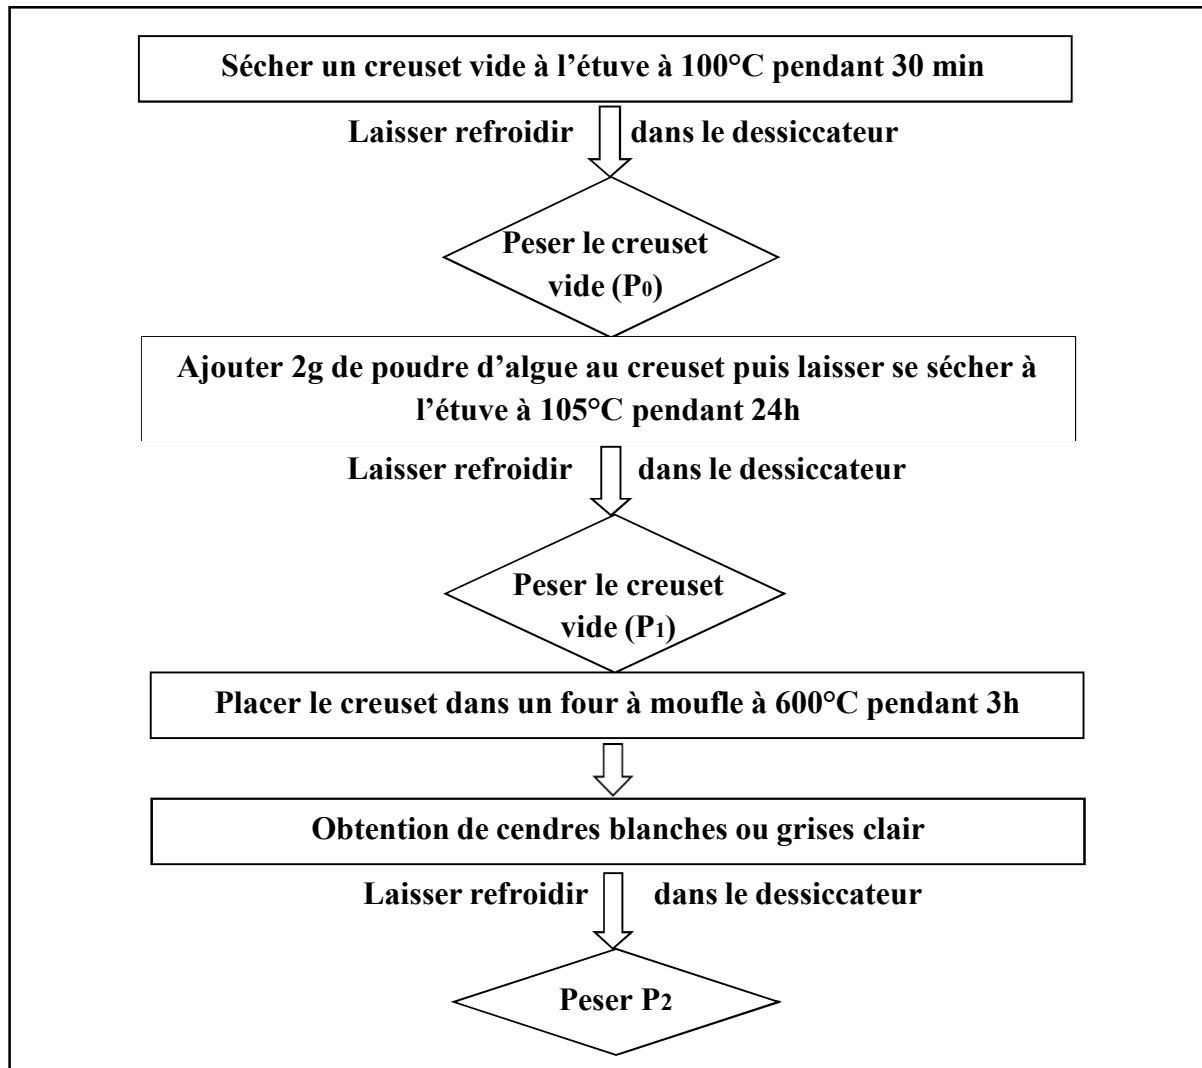 Sécher un creuset vide à l’étuve à 100°C pendant 30 min
Laisser refroidir dans le dessiccateur
Peser le creuset
vide (P₀)
Ajouter 2g de poudre d’algue au creuset puis laisser se sécher à
l’étuve à 105°C pendant 24h
Laisser refroidir dans le dessiccateur
Peser le creuset
vide (P₁)
Placer le creuset dans un four à moufle à 600°C pendant 3h
Obtention de cendres blanches ou grises clair
Laisser refroidir dans le dessiccateur
Peser P₂